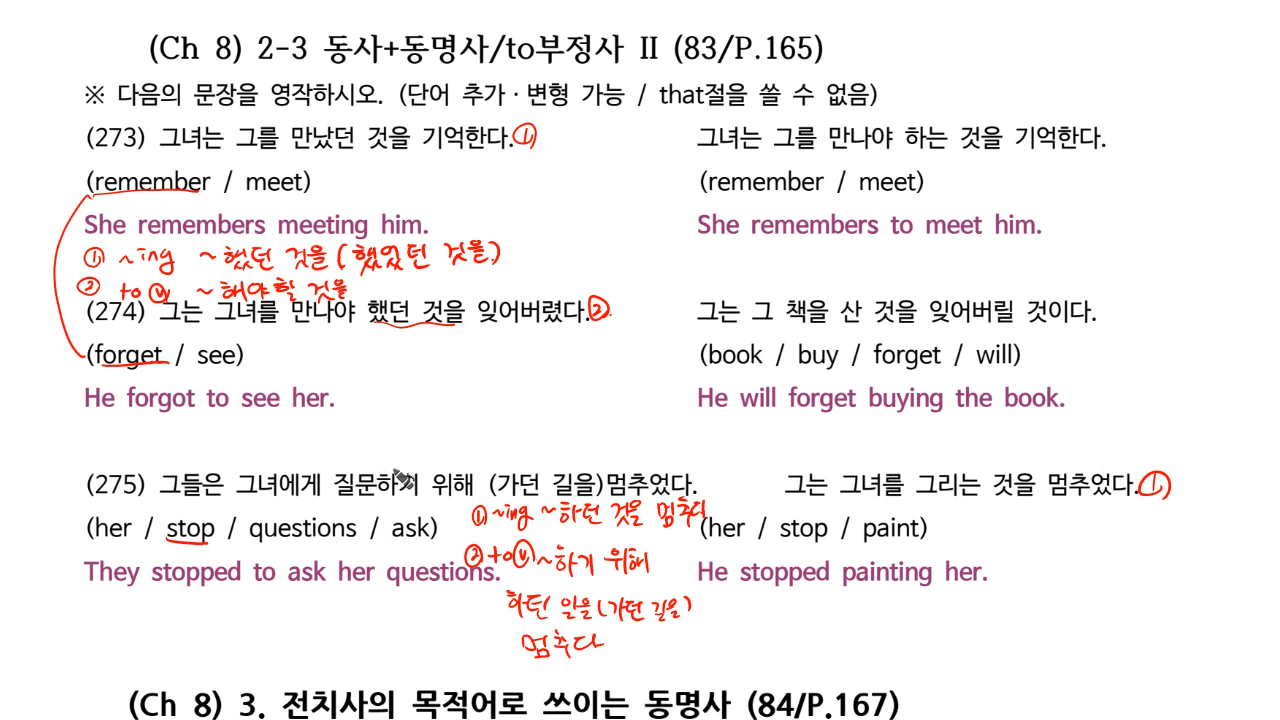 (Ch 8) 2-3 동사+동명사/to부정사 Ⅱ (83/P.165)
※ 다음의 문장을 영작하시오. (단어 추가·변형 가능 / that절을 쓸 수 없음)
(273) 그녀는 그를 만났던 것을 기억한다. ①
(remember / meet)
She remembers meeting him.
① ~ing ~했던 것을(했었던 것을)
② to ⓥ ~해야할 것을
그녀는 그를 만나야 하는 것을 기억한다.
(remember / meet)
She remembers to meet him.
(274) 그는 그녀를 만나야 했던 것을 잊어버렸다. ②
(forget / see)
He forgot to see her.
그는 그 책을 산 것을 잊어버릴 것이다.
(book / buy / forget / will)
He will forget buying the book.
(275) 그들은 그녀에게 질문하기 위해 (가던 길을)멈추었다.
(her / stop / questions / ask)
They stopped to ask her questions.
① ~ing ~하던 것을 멈추다
② to ⓥ ~하기 위해
하던 일을(가던 길을)
멈추다
그는 그녀를 그리는 것을 멈추었다. ①
(her / stop / paint)
He stopped painting her.
(Ch 8) 3. 전치사의 목적어로 쓰이는 동명사 (84/P.167)